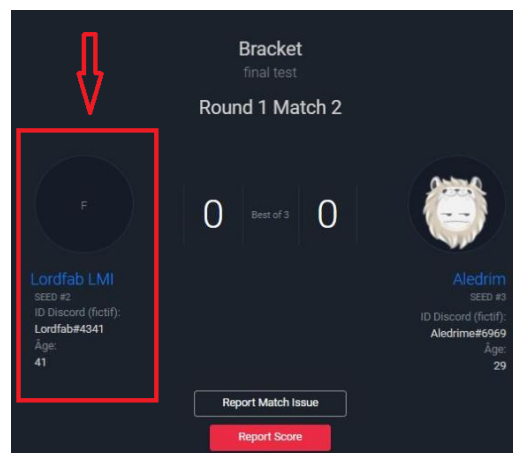 Bracket
final test
Round 1 Match 2
F
0 Best of 3 0
Lordfab LMI
SEED #2
ID Discord (fictif):
Lordfab#4341
Âge:
41
Aledrim
SEED #3
ID Discord (fictif):
Aledrime#6969
Âge:
29
Report Match Issue
Report Score